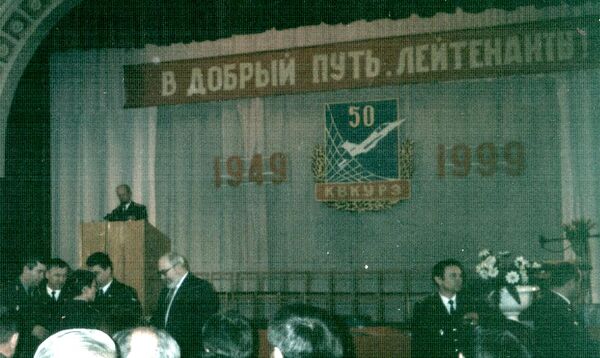 В ДОБРЫЙ ПУТЬ, ЛЕЙТЕНАНТЫ!
50
1949 1999
КВКУРЭ